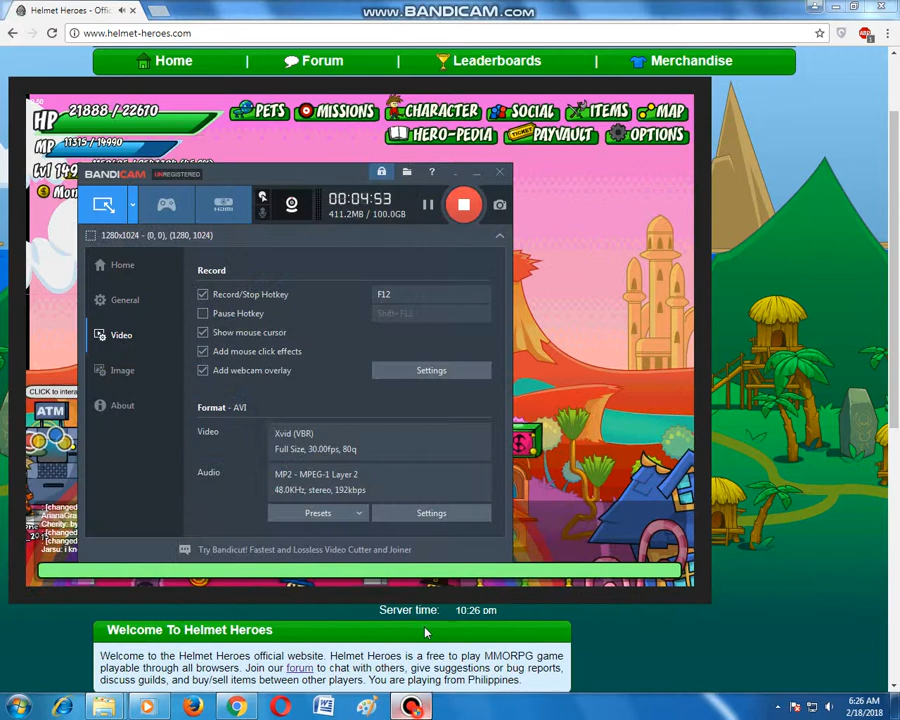 Helmet Heroes - Offic
www.BANDICAM.com
www.helmet-heroes.com
Home | Forum | Leaderboards | Merchandise
HP 21888/22670
MP 11315/14990
PETS MISSIONS CHARACTER SOCIAL ITEMS MAP
HERO-PEDIA PAYVAULT OPTIONS
TICKET
BANDICAM UNREGISTERED
HDMI
00:04:53
411.2MB / 100.0GB
1280x1024 - (0, 0), (1280, 1024)
Home
General
Video
Image
About
Record
Record/Stop Hotkey F12
Pause Hotkey
Show mouse cursor
Add mouse click effects
Add webcam overlay Settings
Format - AVI
Video Xvid (VBR)
Full Size, 30.00fps, 80q
Audio MP2 - MPEG-1 Layer 2
48.0KHz, stereo, 192kbps
Presets Settings
Try Bandicut! Fastest and Lossless Video Cutter and Joiner
CLICK to intera
ATM
Server time: 10:26 pm
Welcome To Helmet Heroes
Welcome to the Helmet Heroes official website. Helmet Heroes is a free to play MMORPG game
playable through all browsers. Join our forum to chat with others, give suggestions or bug reports,
discuss guilds, and buy/sell items between other players. You are playing from Philippines.
6:26 AM
2/18/2018